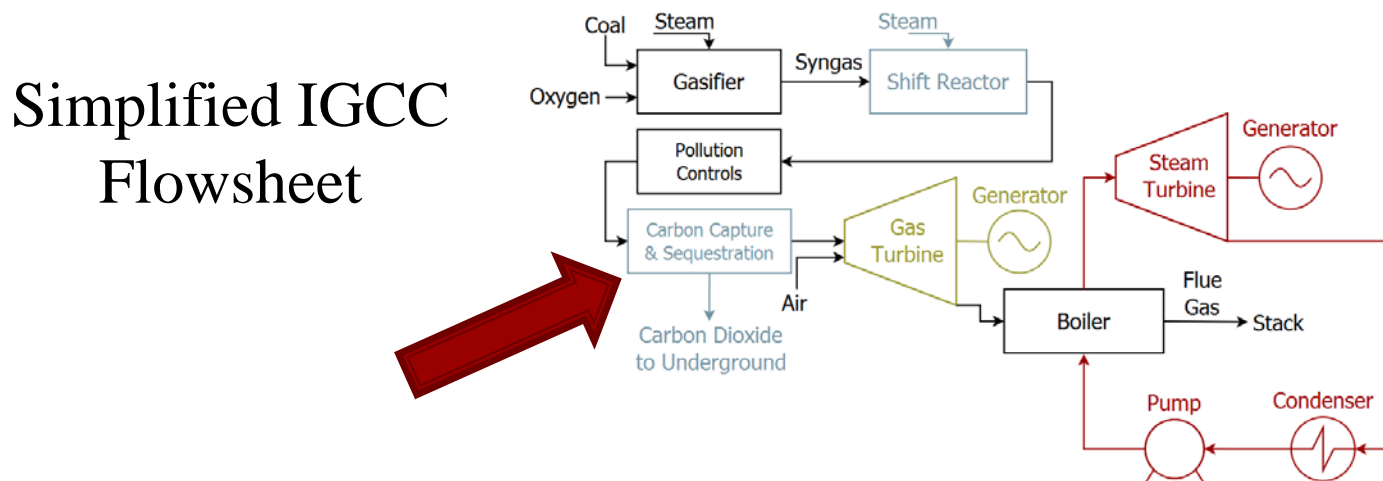 Simplified IGCC
Flowsheet
Coal
Steam
Steam
Gasifier
Syngas
Shift Reactor
Oxygen
Pollution
Controls
Generator
Steam
Turbine
Generator
Carbon Capture
& Sequestration
Gas
Turbine
Air
Flue
Gas
Boiler
Stack
Carbon Dioxide
to Underground
Pump
Condenser